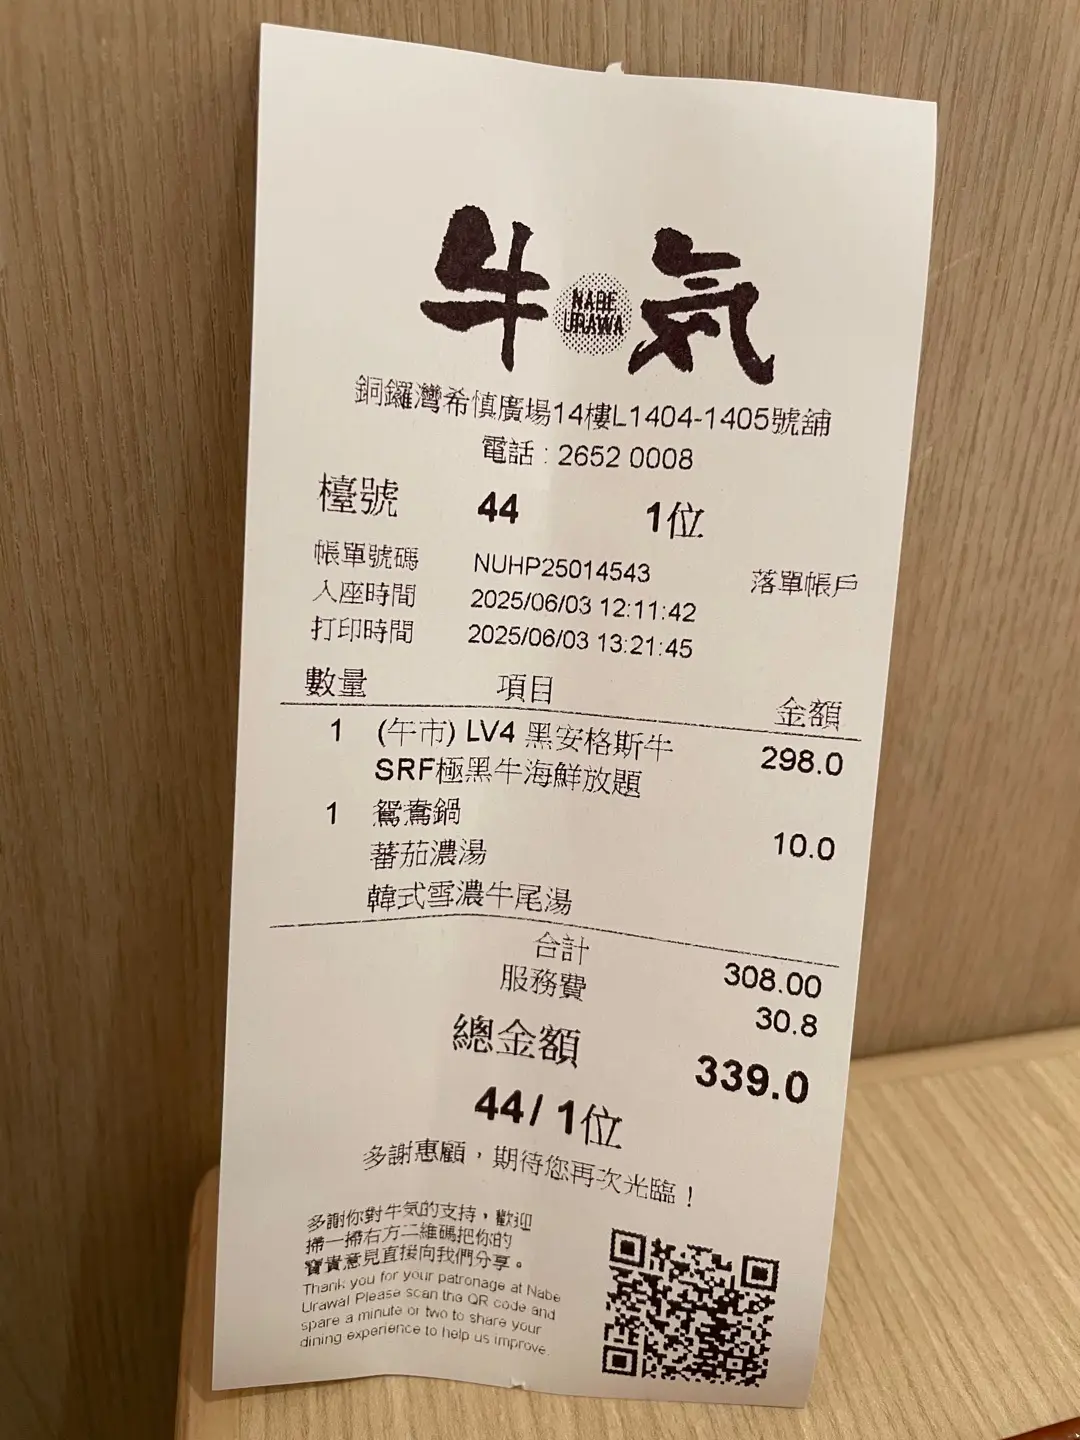 牛 NABE URAWA 気
銅鑼灣希慎廣場14樓L1404-1405號舖
電話 : 2652 0008
檯號 44 1位
帳單號碼 NUHP25014543 落單帳戶
入座時間 2025/06/03 12:11:42
打印時間 2025/06/03 13:21:45
數量 項目 金額
1 (午市) LV4 黑安格斯牛 298.0
SRF極黑牛海鮮放題
1 鴛鴦鍋 10.0
蕃茄濃湯
韓式雪濃牛尾湯
合計 308.00
服務費 30.8
總金額 339.0
44/ 1位
多謝惠顧，期待您再次光臨！
多謝你對牛気的支持，歡迎
掃一掃右方二維碼把你的
寶貴意見直接向我們分享。
Thank you for your patronage at Nabe
Urawa! Please scan the QR code and
spare a minute or two to share your
dining experience to help us improve.